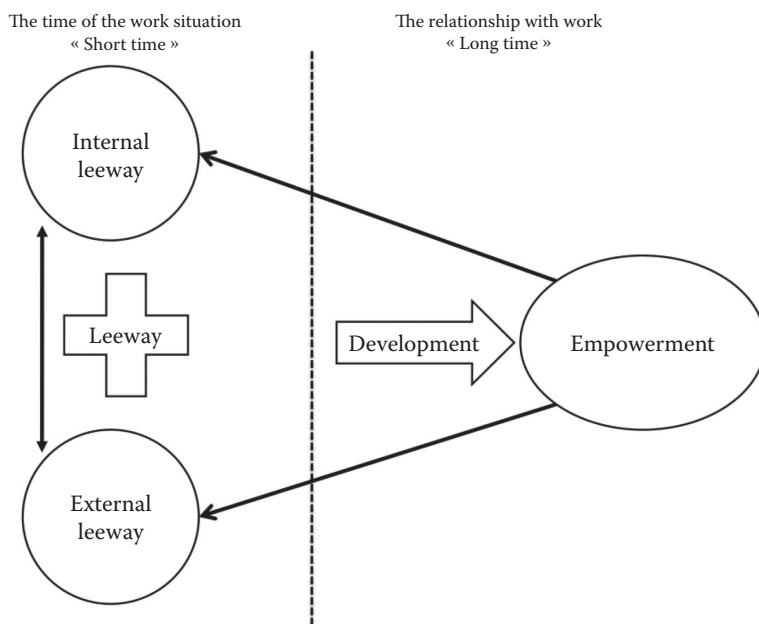 The time of the work situation
« Short time »
The relationship with work
« Long time »
Internal
leeway
Leeway
Development
Empowerment
External
leeway